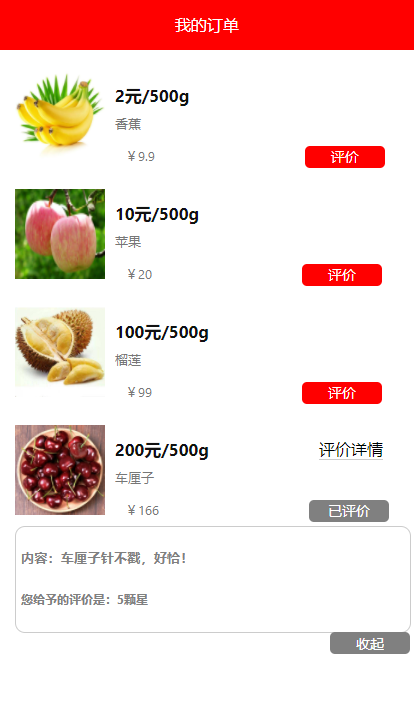 我的订单
2元/500g
香蕉
￥9.9
评价
10元/500g
苹果
￥20
评价
100元/500g
榴莲
￥99
评价
200元/500g
评价详情
车厘子
￥166
已评价
内容：车厘子针不戳，好恰！
您给予的评价是：5颗星
收起